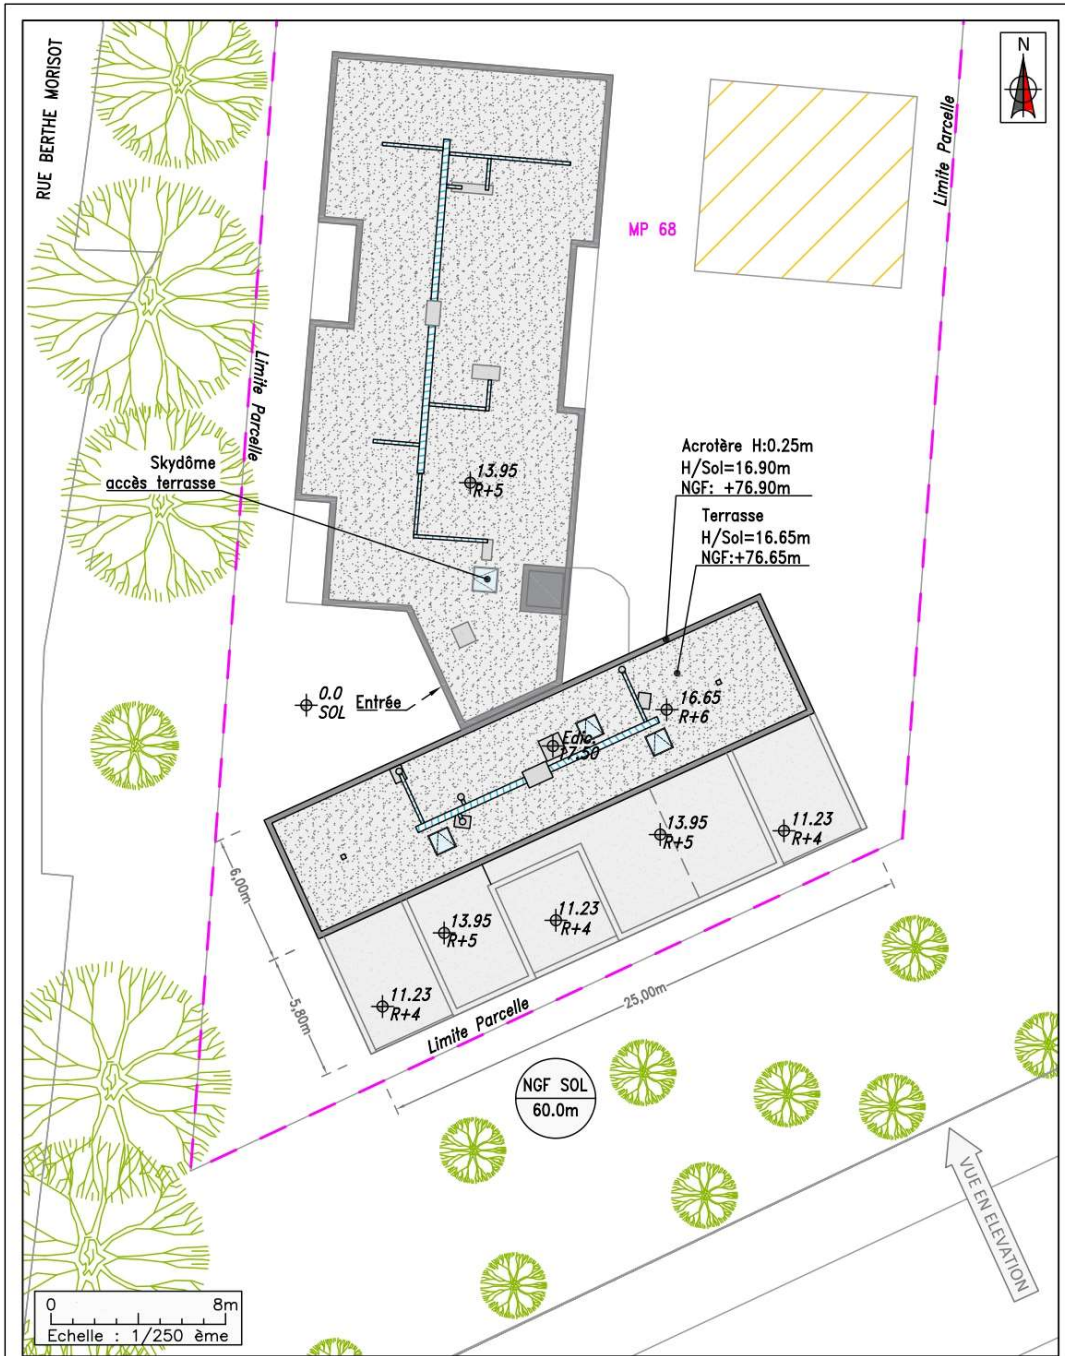 RUE BERTHE MORISOT
N
Limite Parcelle
MP 68
Limite Parcelle
Skydôme
accès terrasse
13.95
R+5
Acrotère H:0.25m
H/Sol=16.90m
NGF: +76.90m
Terrasse
H/Sol=16.65m
NGF:+76.65m
0.0
SOL
Entrée
16.65
R+6
Edic.
17.50
13.95
R+5
11.23
R+4
6,00m
13.95
R+5
11.23
R+4
5,80m
11.23
R+4
Limite Parcelle
25,00m
NGF SOL
60.0m
VUE EN ELEVATION
0 8m
Echelle : 1/250 ème